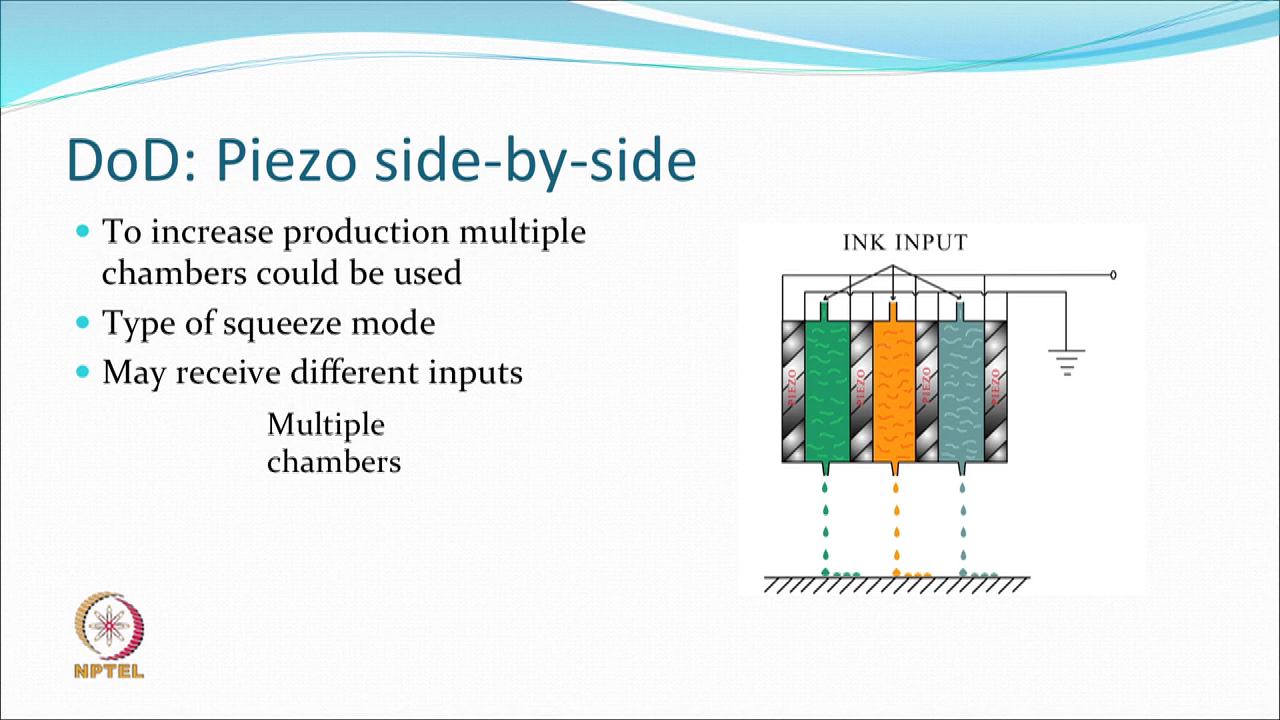 DoD: Piezo side-by-side
To increase production multiple
chambers could be used
Type of squeeze mode
May receive different inputs
Multiple
chambers
INK INPUT
PIEZO
PIEZO
PIEZO
PIEZO
NPTEL